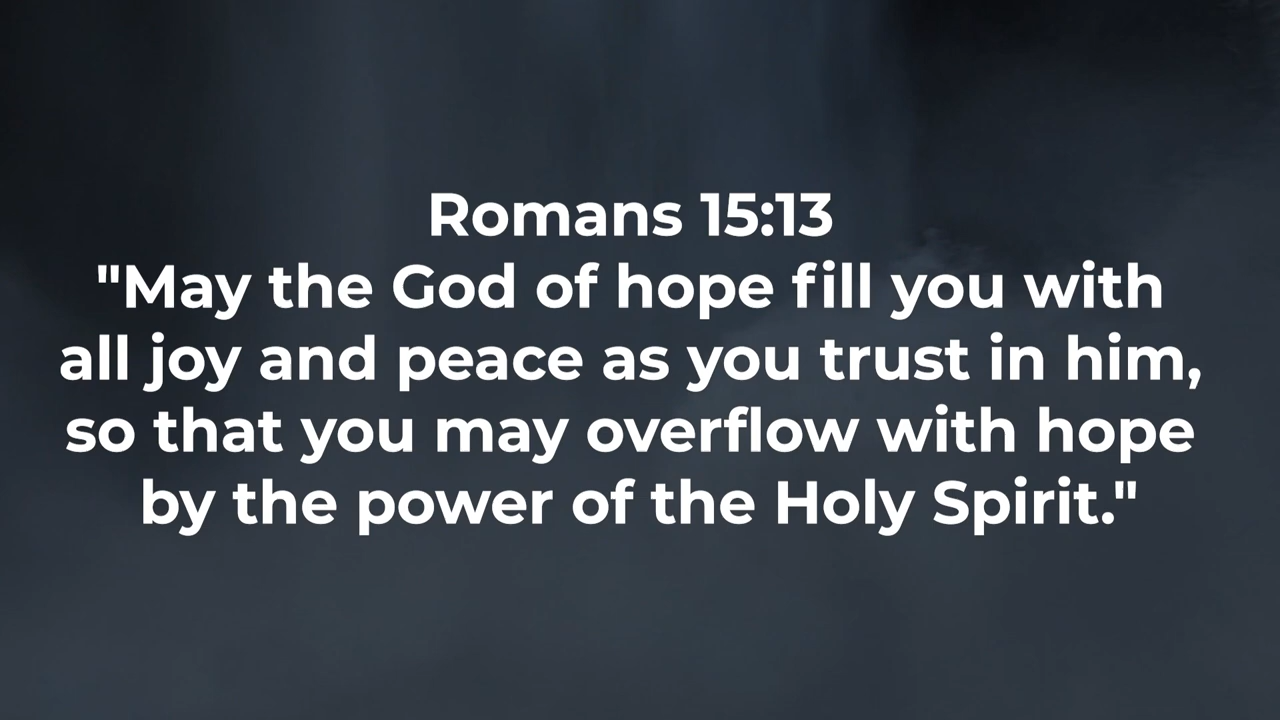 Romans 15:13
"May the God of hope fill you with
all joy and peace as you trust in him,
so that you may overflow with hope
by the power of the Holy Spirit."